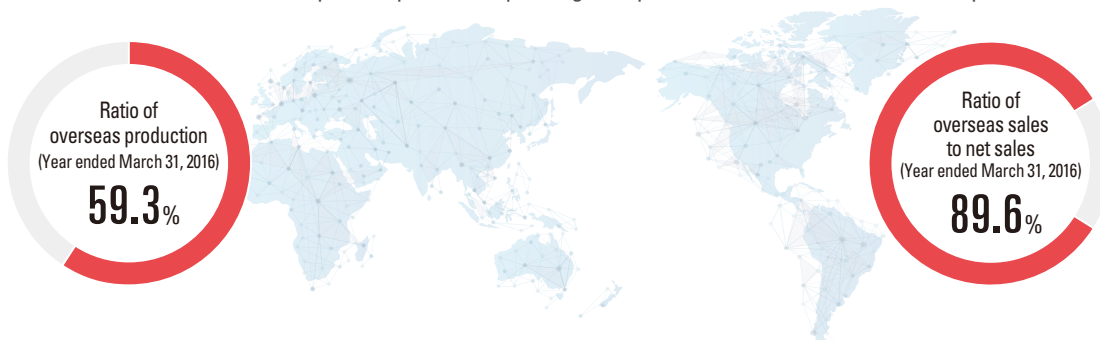 Ratio of
overseas production
(Year ended March 31, 2016)
59.3%
Ratio of
overseas sales
to net sales
(Year ended March 31, 2016)
89.6%